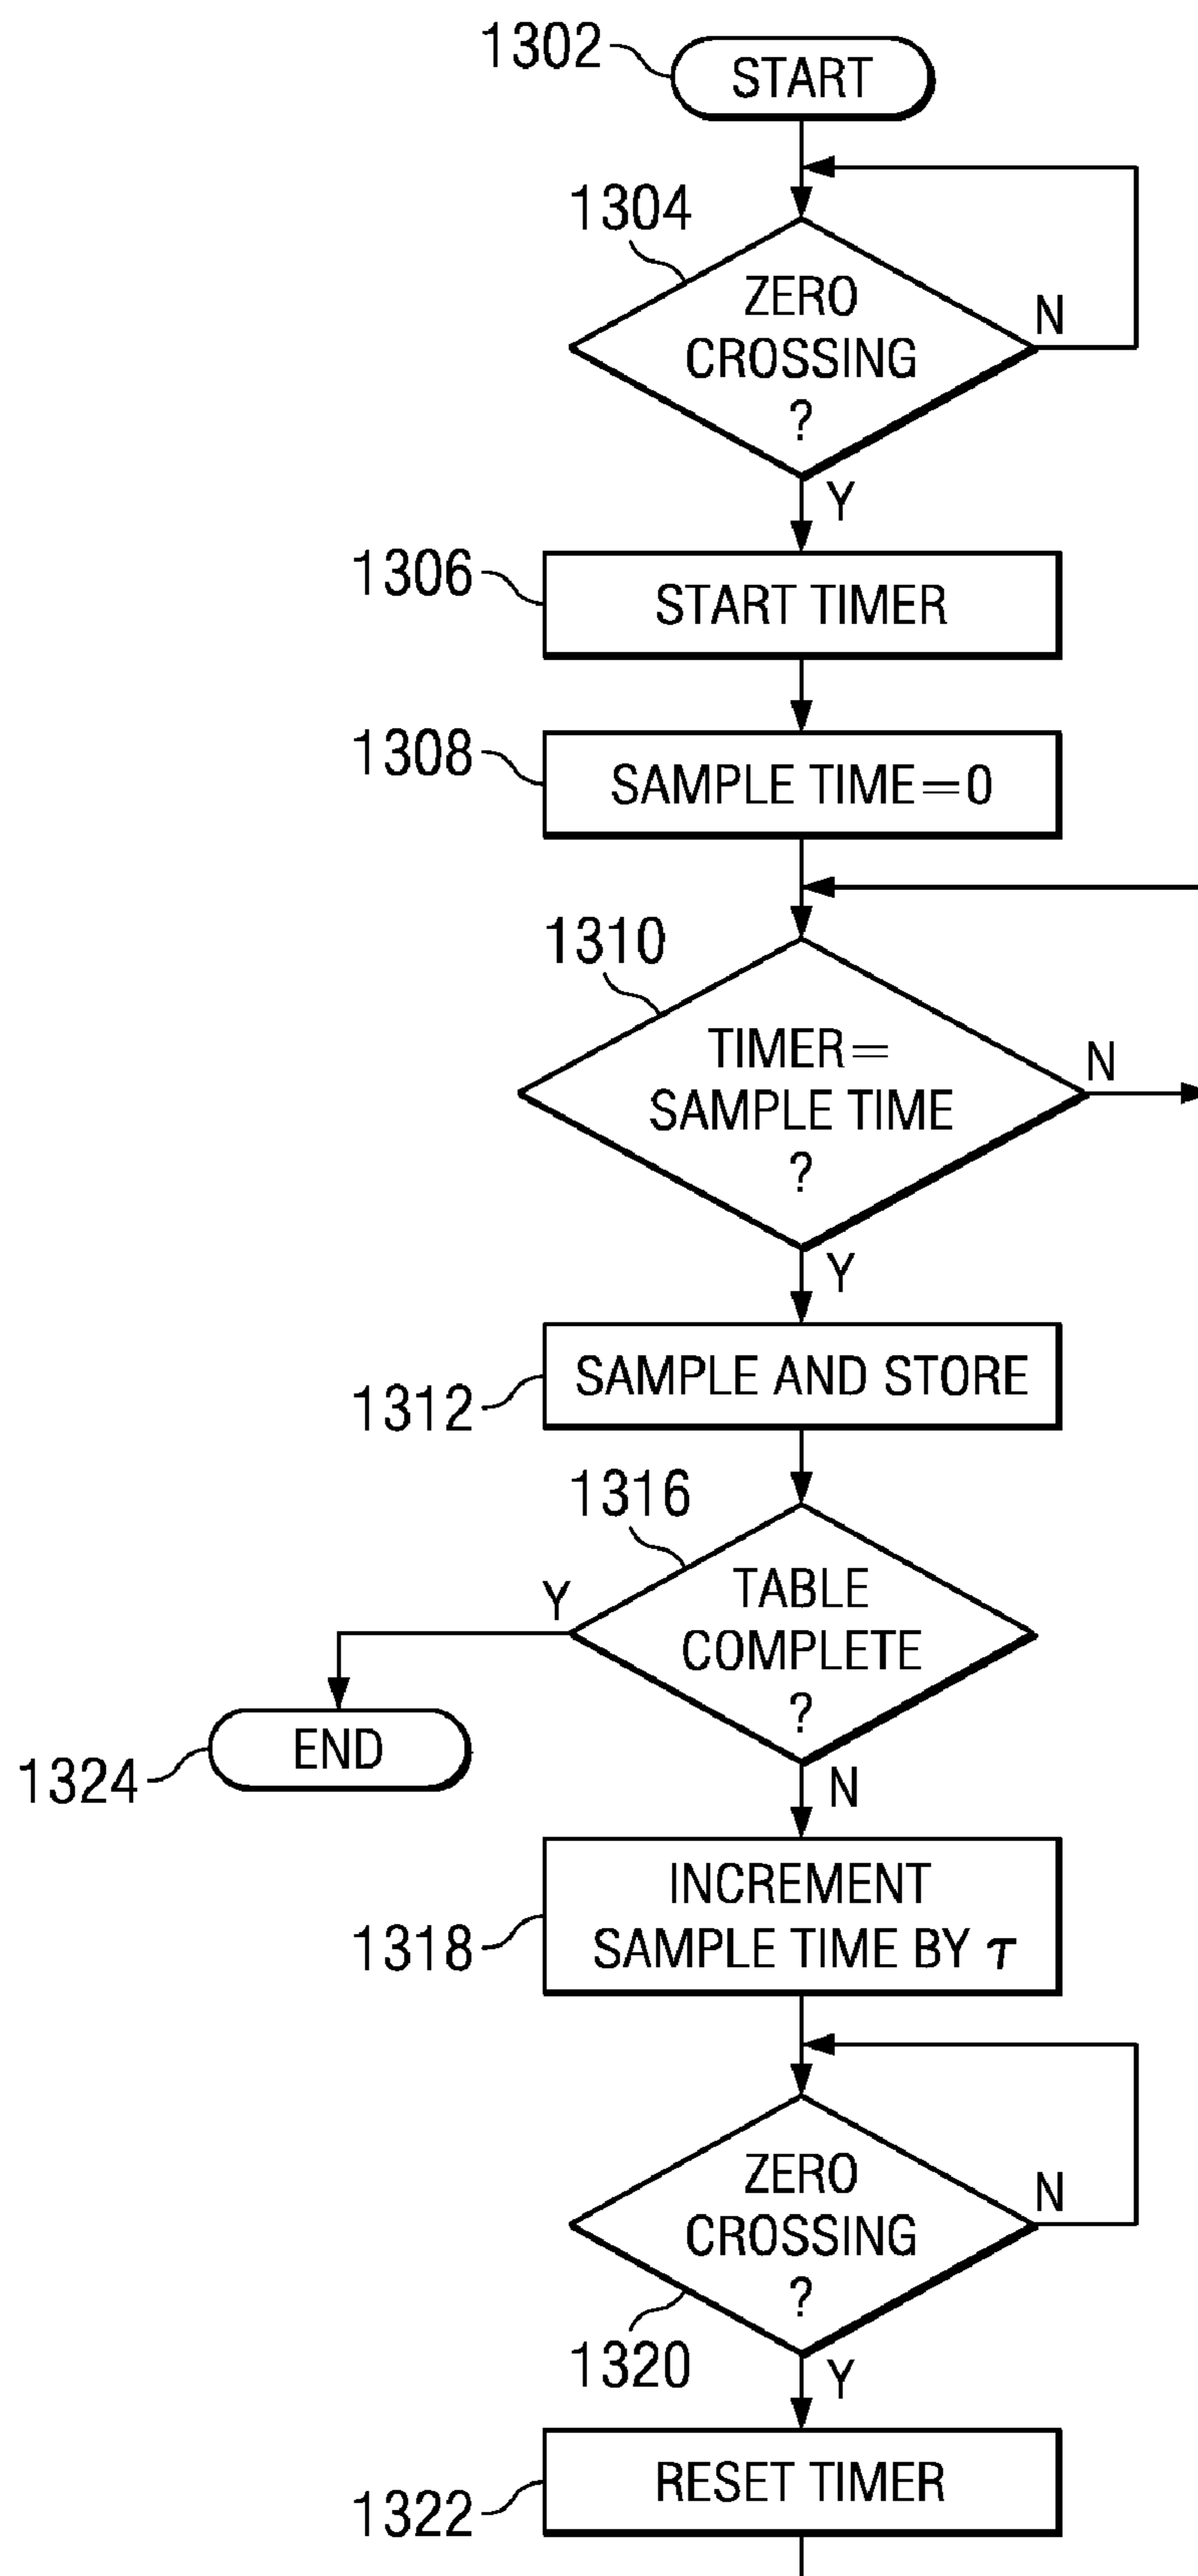 1302
START
1304
ZERO
CROSSING
?
N
Y
1306
START TIMER
1308
SAMPLE TIME=0
1310
TIMER=
SAMPLE TIME
?
N
Y
1312
SAMPLE AND STORE
1316
TABLE
COMPLETE
?
Y
END
1324
N
INCREMENT
SAMPLE TIME BY τ
1318
ZERO
CROSSING
?
N
1320
Y
RESET TIMER
1322